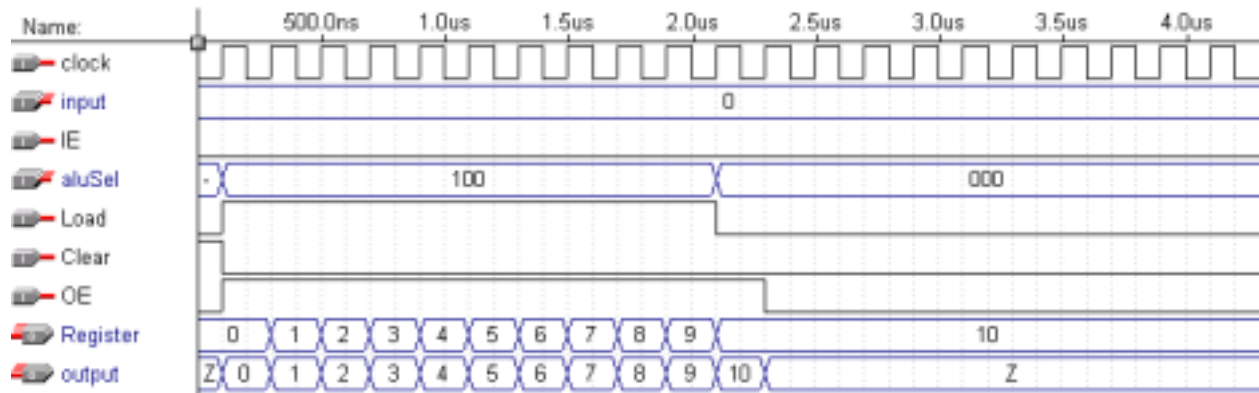 Name: 500.0ns 1.0us 1.5us 2.0us 2.5us 3.0us 3.5us 4.0us
clock
input 0
IE
aluSel - 100 000
Load
Clear
OE
Register 0 1 2 3 4 5 6 7 8 9 10
output Z 0 1 2 3 4 5 6 7 8 9 10 Z